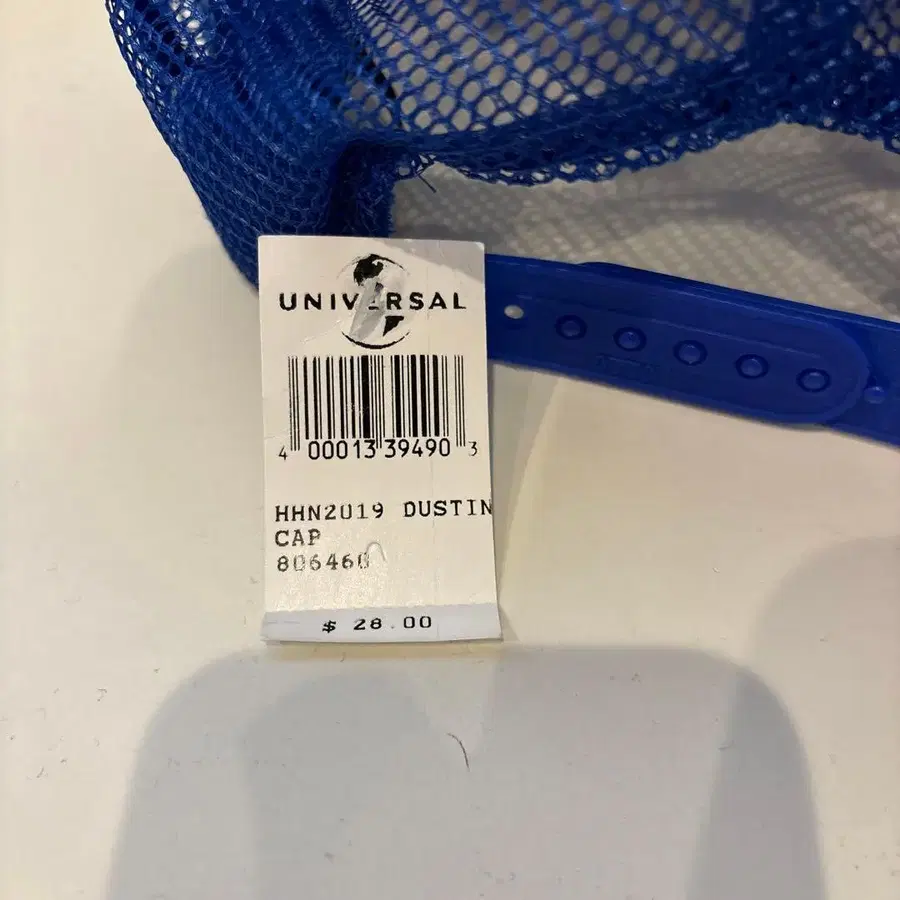 UNIVERSAL
4 00013 39490 3
HHN2019 DUSTIN
CAP
806460
$ 28.00